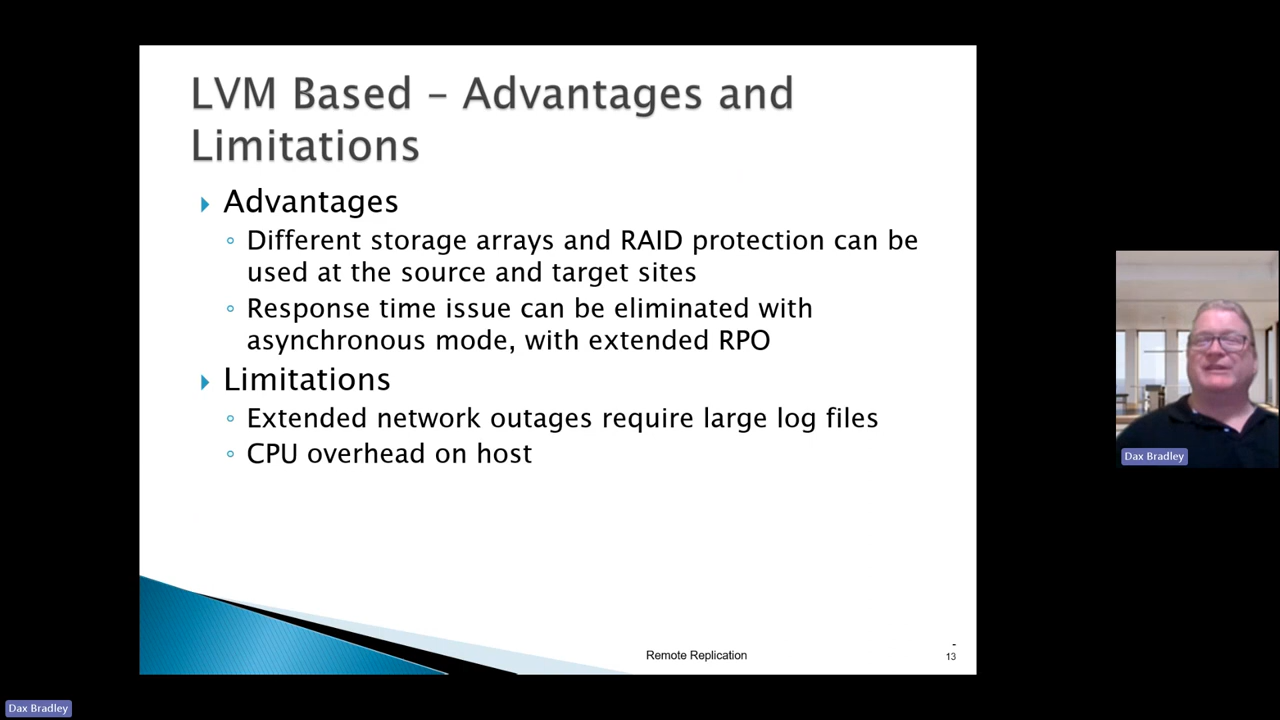 LVM Based – Advantages and
Limitations
Advantages
Different storage arrays and RAID protection can be
used at the source and target sites
Response time issue can be eliminated with
asynchronous mode, with extended RPO
Limitations
Extended network outages require large log files
CPU overhead on host
Remote Replication
-
13
Dax Bradley
Dax Bradley